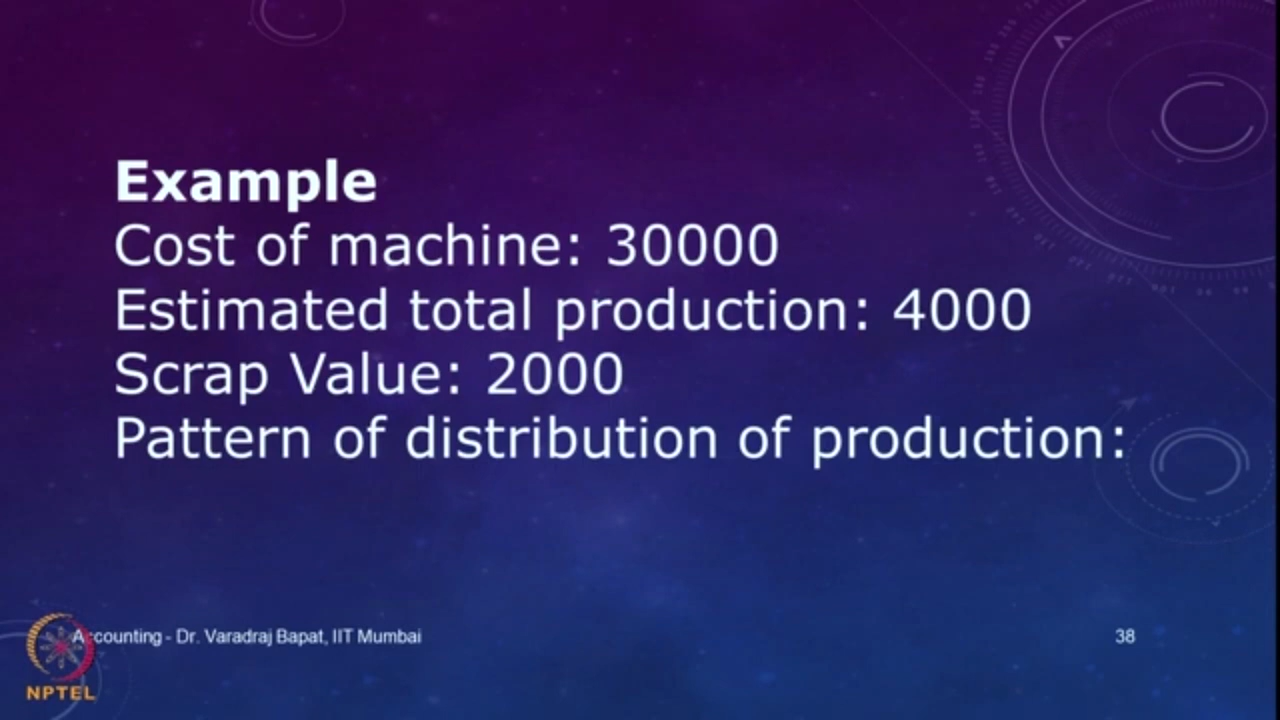 Example
Cost of machine: 30000
Estimated total production: 4000
Scrap Value: 2000
Pattern of distribution of production:
Accounting - Dr. Varadraj Bapat, IIT Mumbai
38
NPTEL